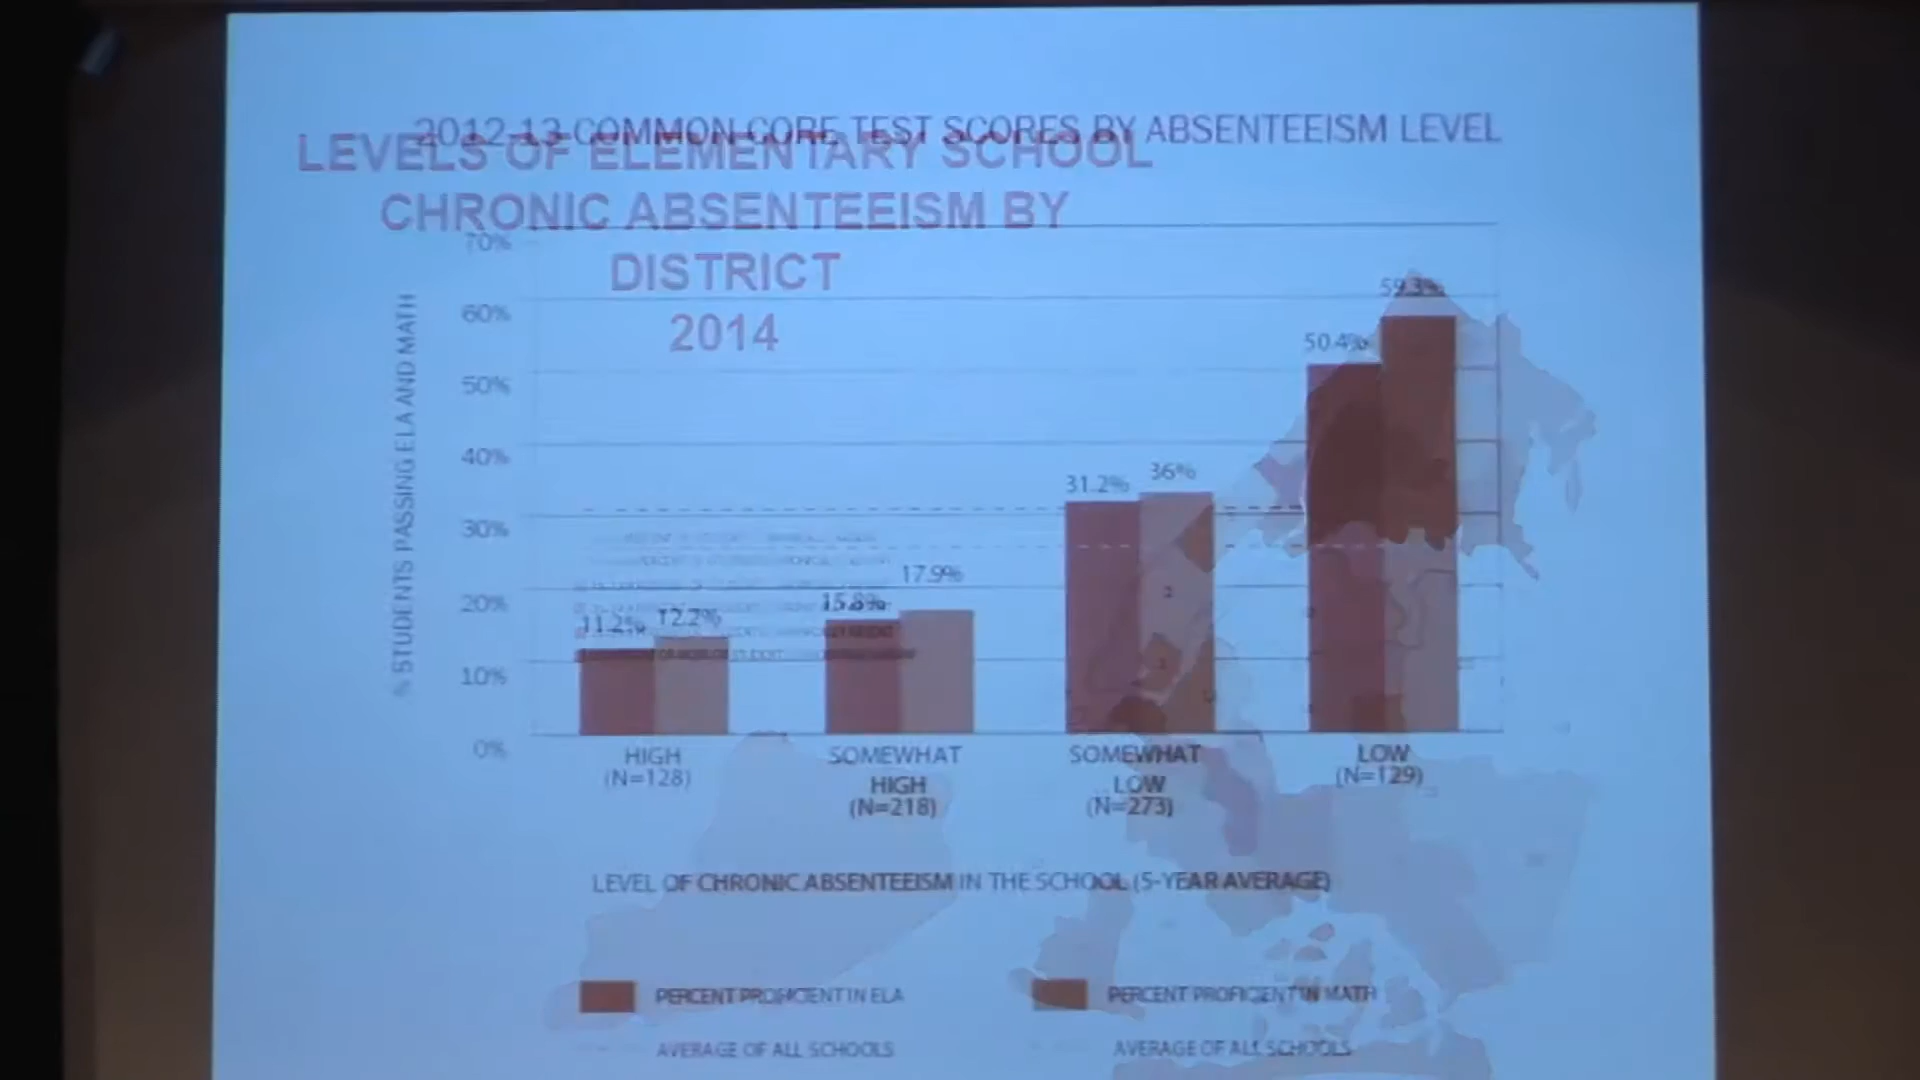 2012-13 COMMON CORE TEST SCORES BY ABSENTEEISM LEVEL
LEVELS OF ELEMENTARY SCHOOL
CHRONIC ABSENTEEISM BY
DISTRICT
2014
% STUDENTS PASSING ELA AND MATH
70%
60%
50%
40%
30%
20%
10%
0%
11.2%
12.2%
15.8%
17.9%
31.2%
36%
50.4%
59.3%
HIGH
(N=128)
SOMEWHAT
HIGH
(N=218)
SOMEWHAT
LOW
(N=273)
LOW
(N=129)
LEVEL OF CHRONIC ABSENTEEISM IN THE SCHOOL (5-YEAR AVERAGE)
PERCENT PROFICIENT IN ELA
PERCENT PROFICIENT IN MATH
AVERAGE OF ALL SCHOOLS
AVERAGE OF ALL SCHOOLS